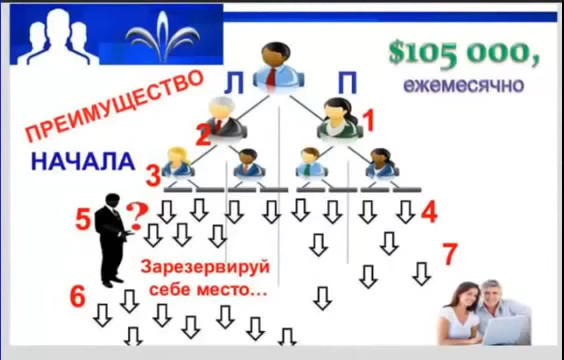 $105 000,
ежемесячно
ПРЕИМУЩЕСТВО
НАЧАЛА
Л П
2 1
3
5 ? 4
Зарезервируй
себе место...
7
6